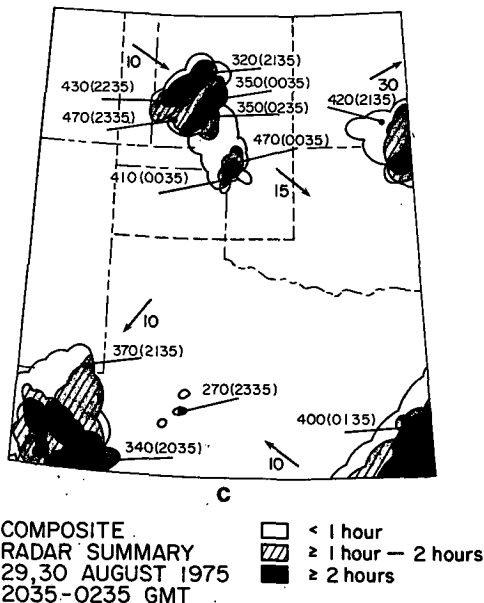 10
320(2135)
350(0035)
430(2235)
30
350(0235)
420(2135)
470(2335)
470(0035)
410(0035)
15
10
370(2135)
270(2335)
400(0135)
340(2035)
10
C
COMPOSITE
RADAR SUMMARY
29,30 AUGUST 1975
2035-0235 GMT
< 1 hour
≥ 1 hour — 2 hours
≥ 2 hours